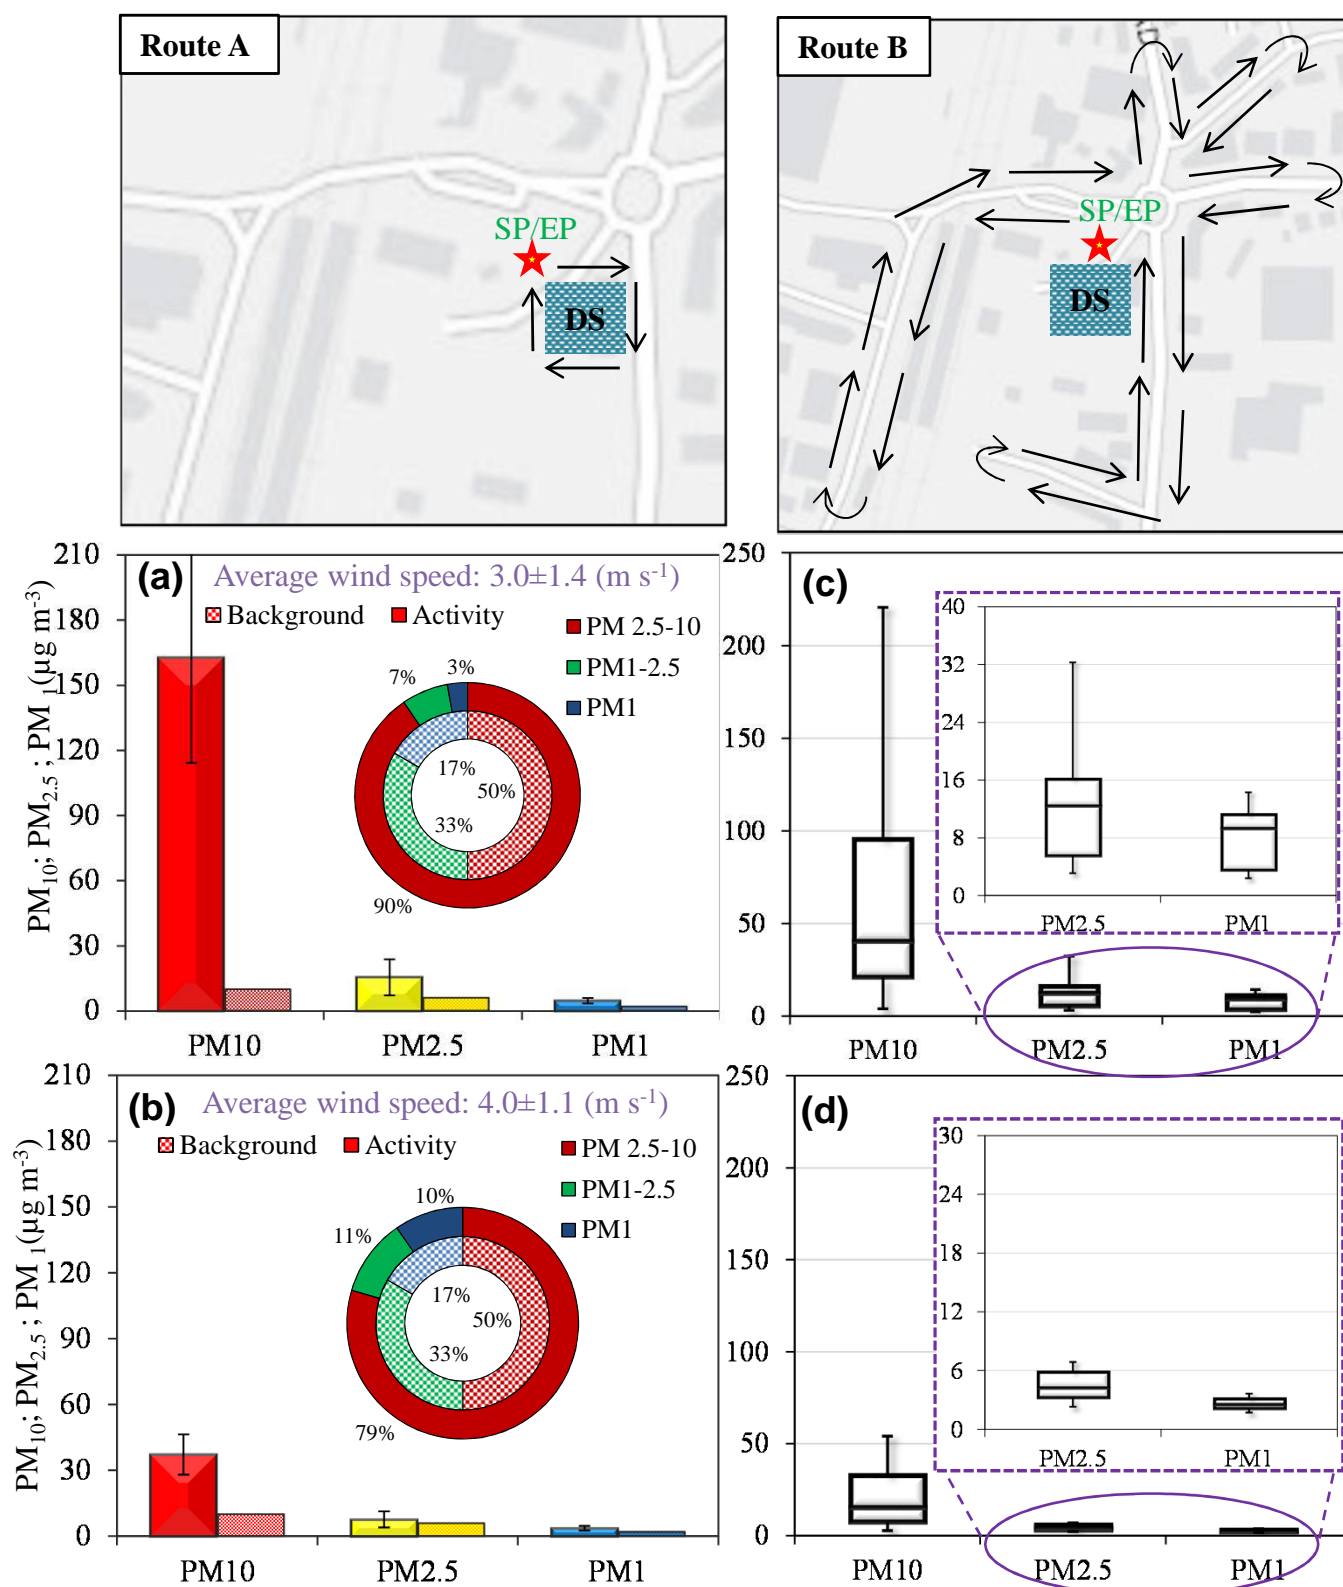 Route A
SP/EP
DS
Route B
SP/EP
DS
PM10; PM2.5; PM 1(µg m-3)
210
180
150
120
90
60
30
0
(a)
Average wind speed: 3.0±1.4 (m s-1)
Background
Activity
PM 2.5-10
PM1-2.5
PM1
7%
3%
17%
50%
33%
90%
PM10
PM2.5
PM1
250
200
150
100
50
0
(c)
40
32
24
16
8
0
PM2.5
PM1
PM10
PM2.5
PM1
PM10; PM2.5; PM 1(µg m-3)
210
180
150
120
90
60
30
0
(b)
Average wind speed: 4.0±1.1 (m s-1)
Background
Activity
PM 2.5-10
PM1-2.5
PM1
10%
11%
17%
50%
33%
79%
PM10
PM2.5
PM1
250
200
150
100
50
0
(d)
30
24
18
12
6
0
PM2.5
PM1
PM10
PM2.5
PM1